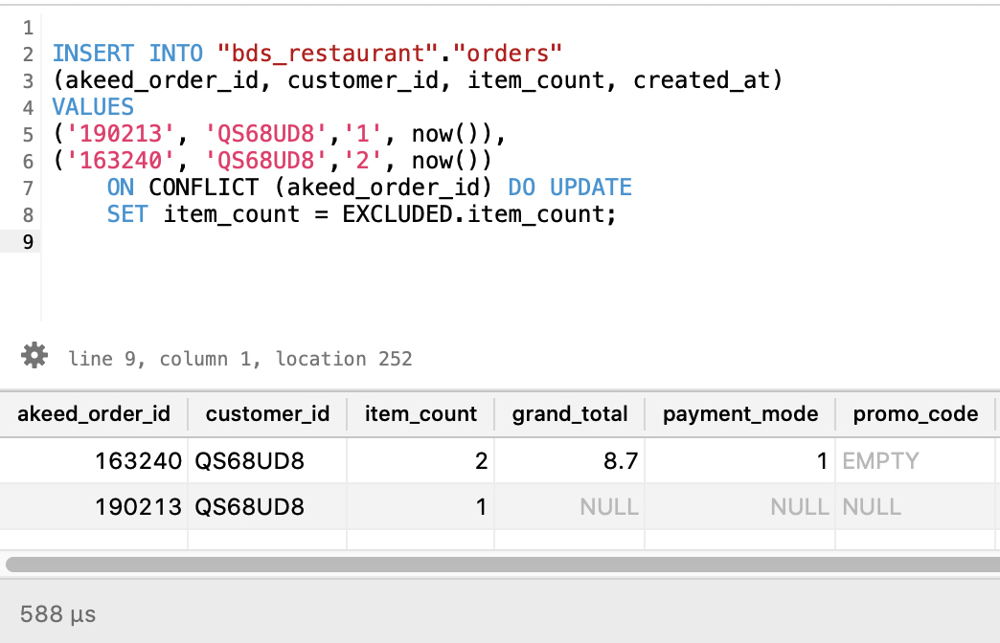 1
2 INSERT INTO "bds_restaurant"."orders"
3 (akeed_order_id, customer_id, item_count, created_at)
4 VALUES
5 ('190213', 'QS68UD8','1', now()),
6 ('163240', 'QS68UD8','2', now())
7     ON CONFLICT (akeed_order_id) DO UPDATE
8     SET item_count = EXCLUDED.item_count;
9
line 9, column 1, location 252
akeed_order_id customer_id item_count grand_total payment_mode promo_code
163240 QS68UD8 2 8.7 1 EMPTY
190213 QS68UD8 1 NULL NULL NULL
588 µs